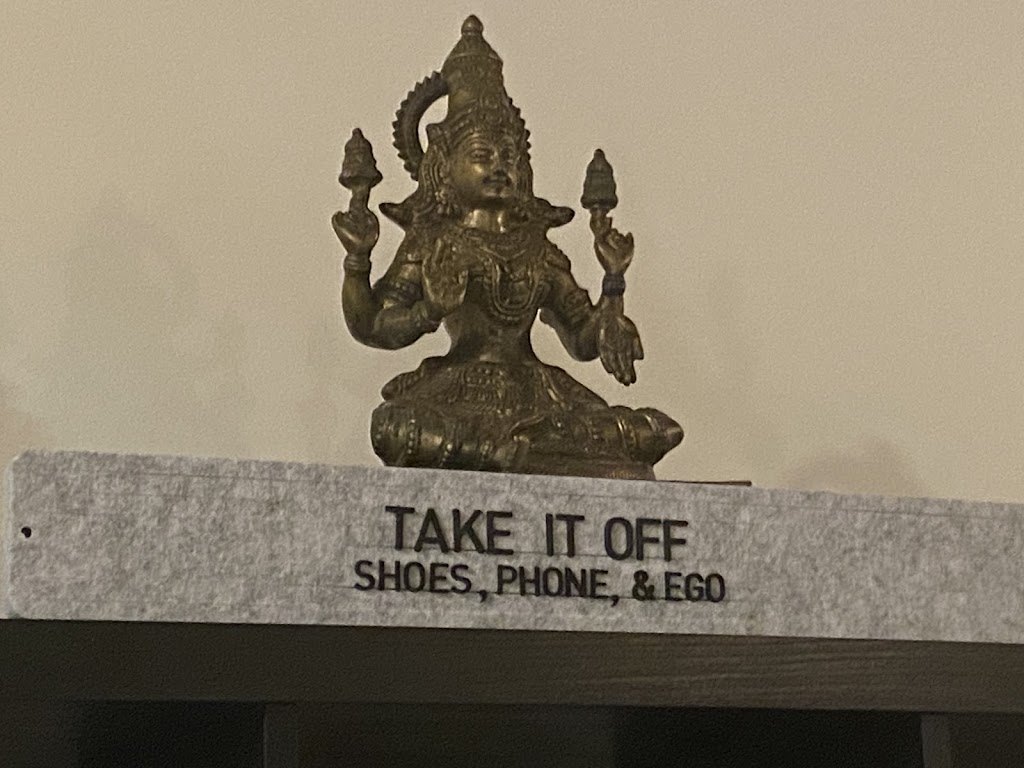 TAKE IT OFF
SHOES, PHONE, & EGO